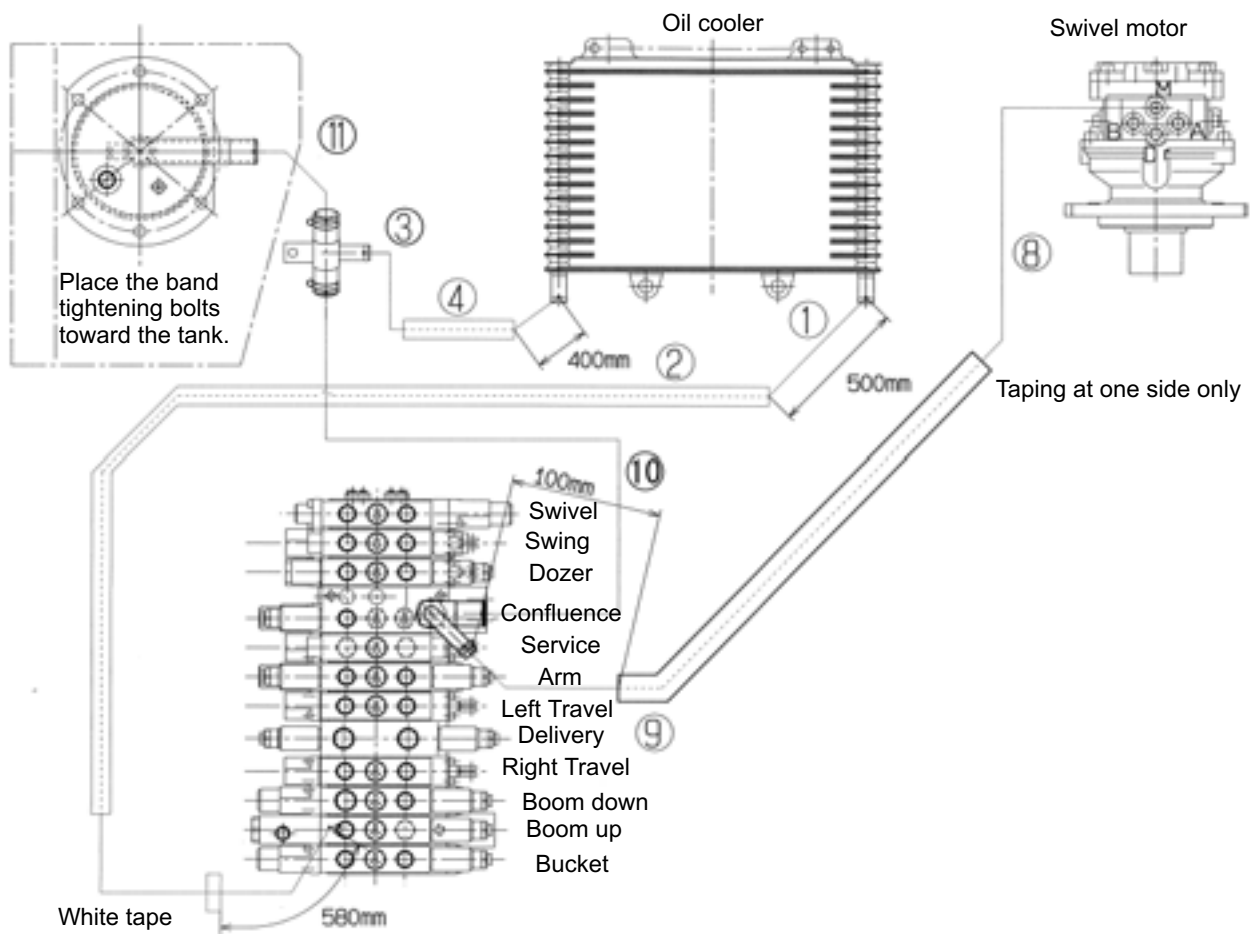 Oil cooler
Swivel motor
M
B
A
⑪
③
④
①
⑧
Place the band
tightening bolts
toward the tank.
400mm
②
500mm
Taping at one side only
⑩
100mm
Swivel
Swing
Dozer
Confluence
Service
Arm
Left Travel
⑨
Delivery
Right Travel
Boom down
Boom up
Bucket
White tape
580mm